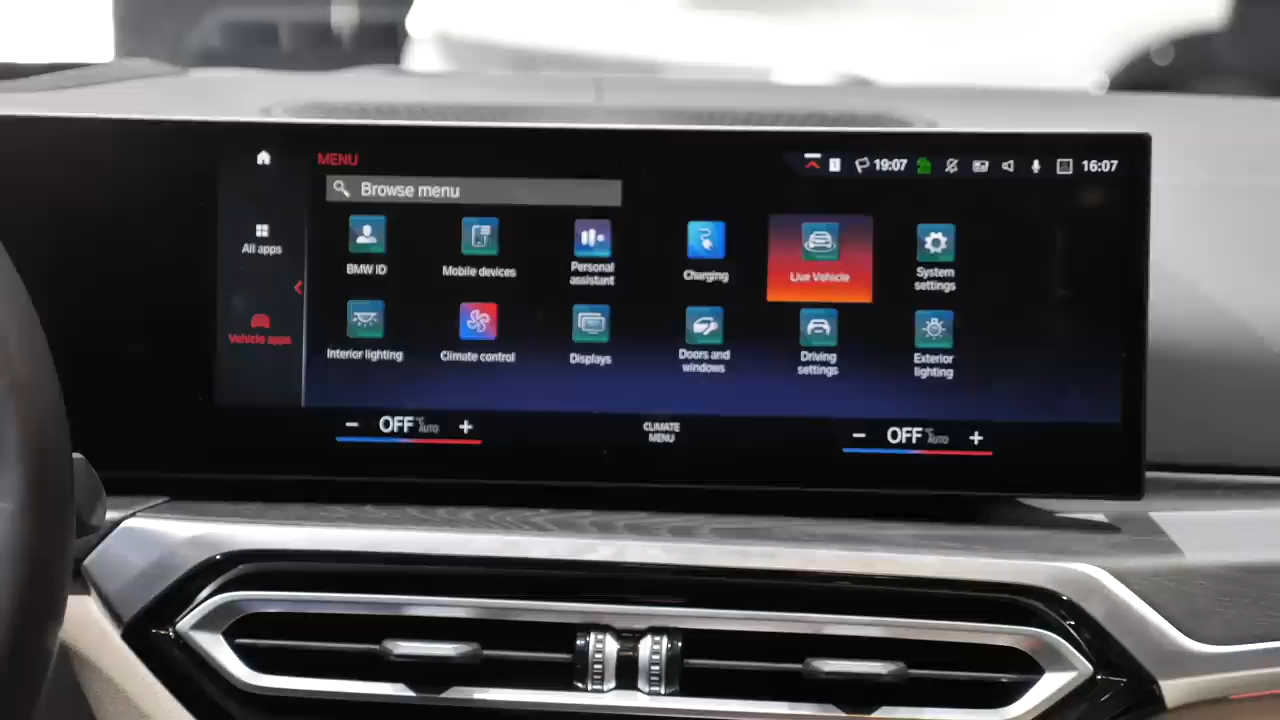 MENU
19:07
16:07
Browse menu
All apps
Vehicle apps
BMW ID
Mobile devices
Personal
assistant
Charging
Live Vehicle
System
settings
Interior lighting
Climate control
Displays
Doors and
windows
Driving
settings
Exterior
lighting
- OFF °C AUTO +
CLIMATE
MENU
- OFF °C AUTO +